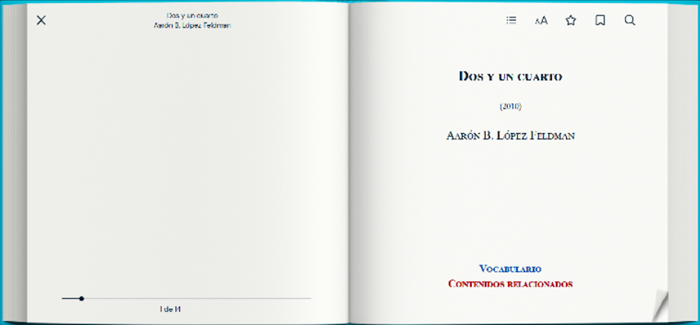 Dos y un cuarto
Aarón B. López Feldman
1 de 14
AA
Dos y un cuarto
(2010)
Aarón B. López Feldman
Vocabulario
Contenidos relacionados